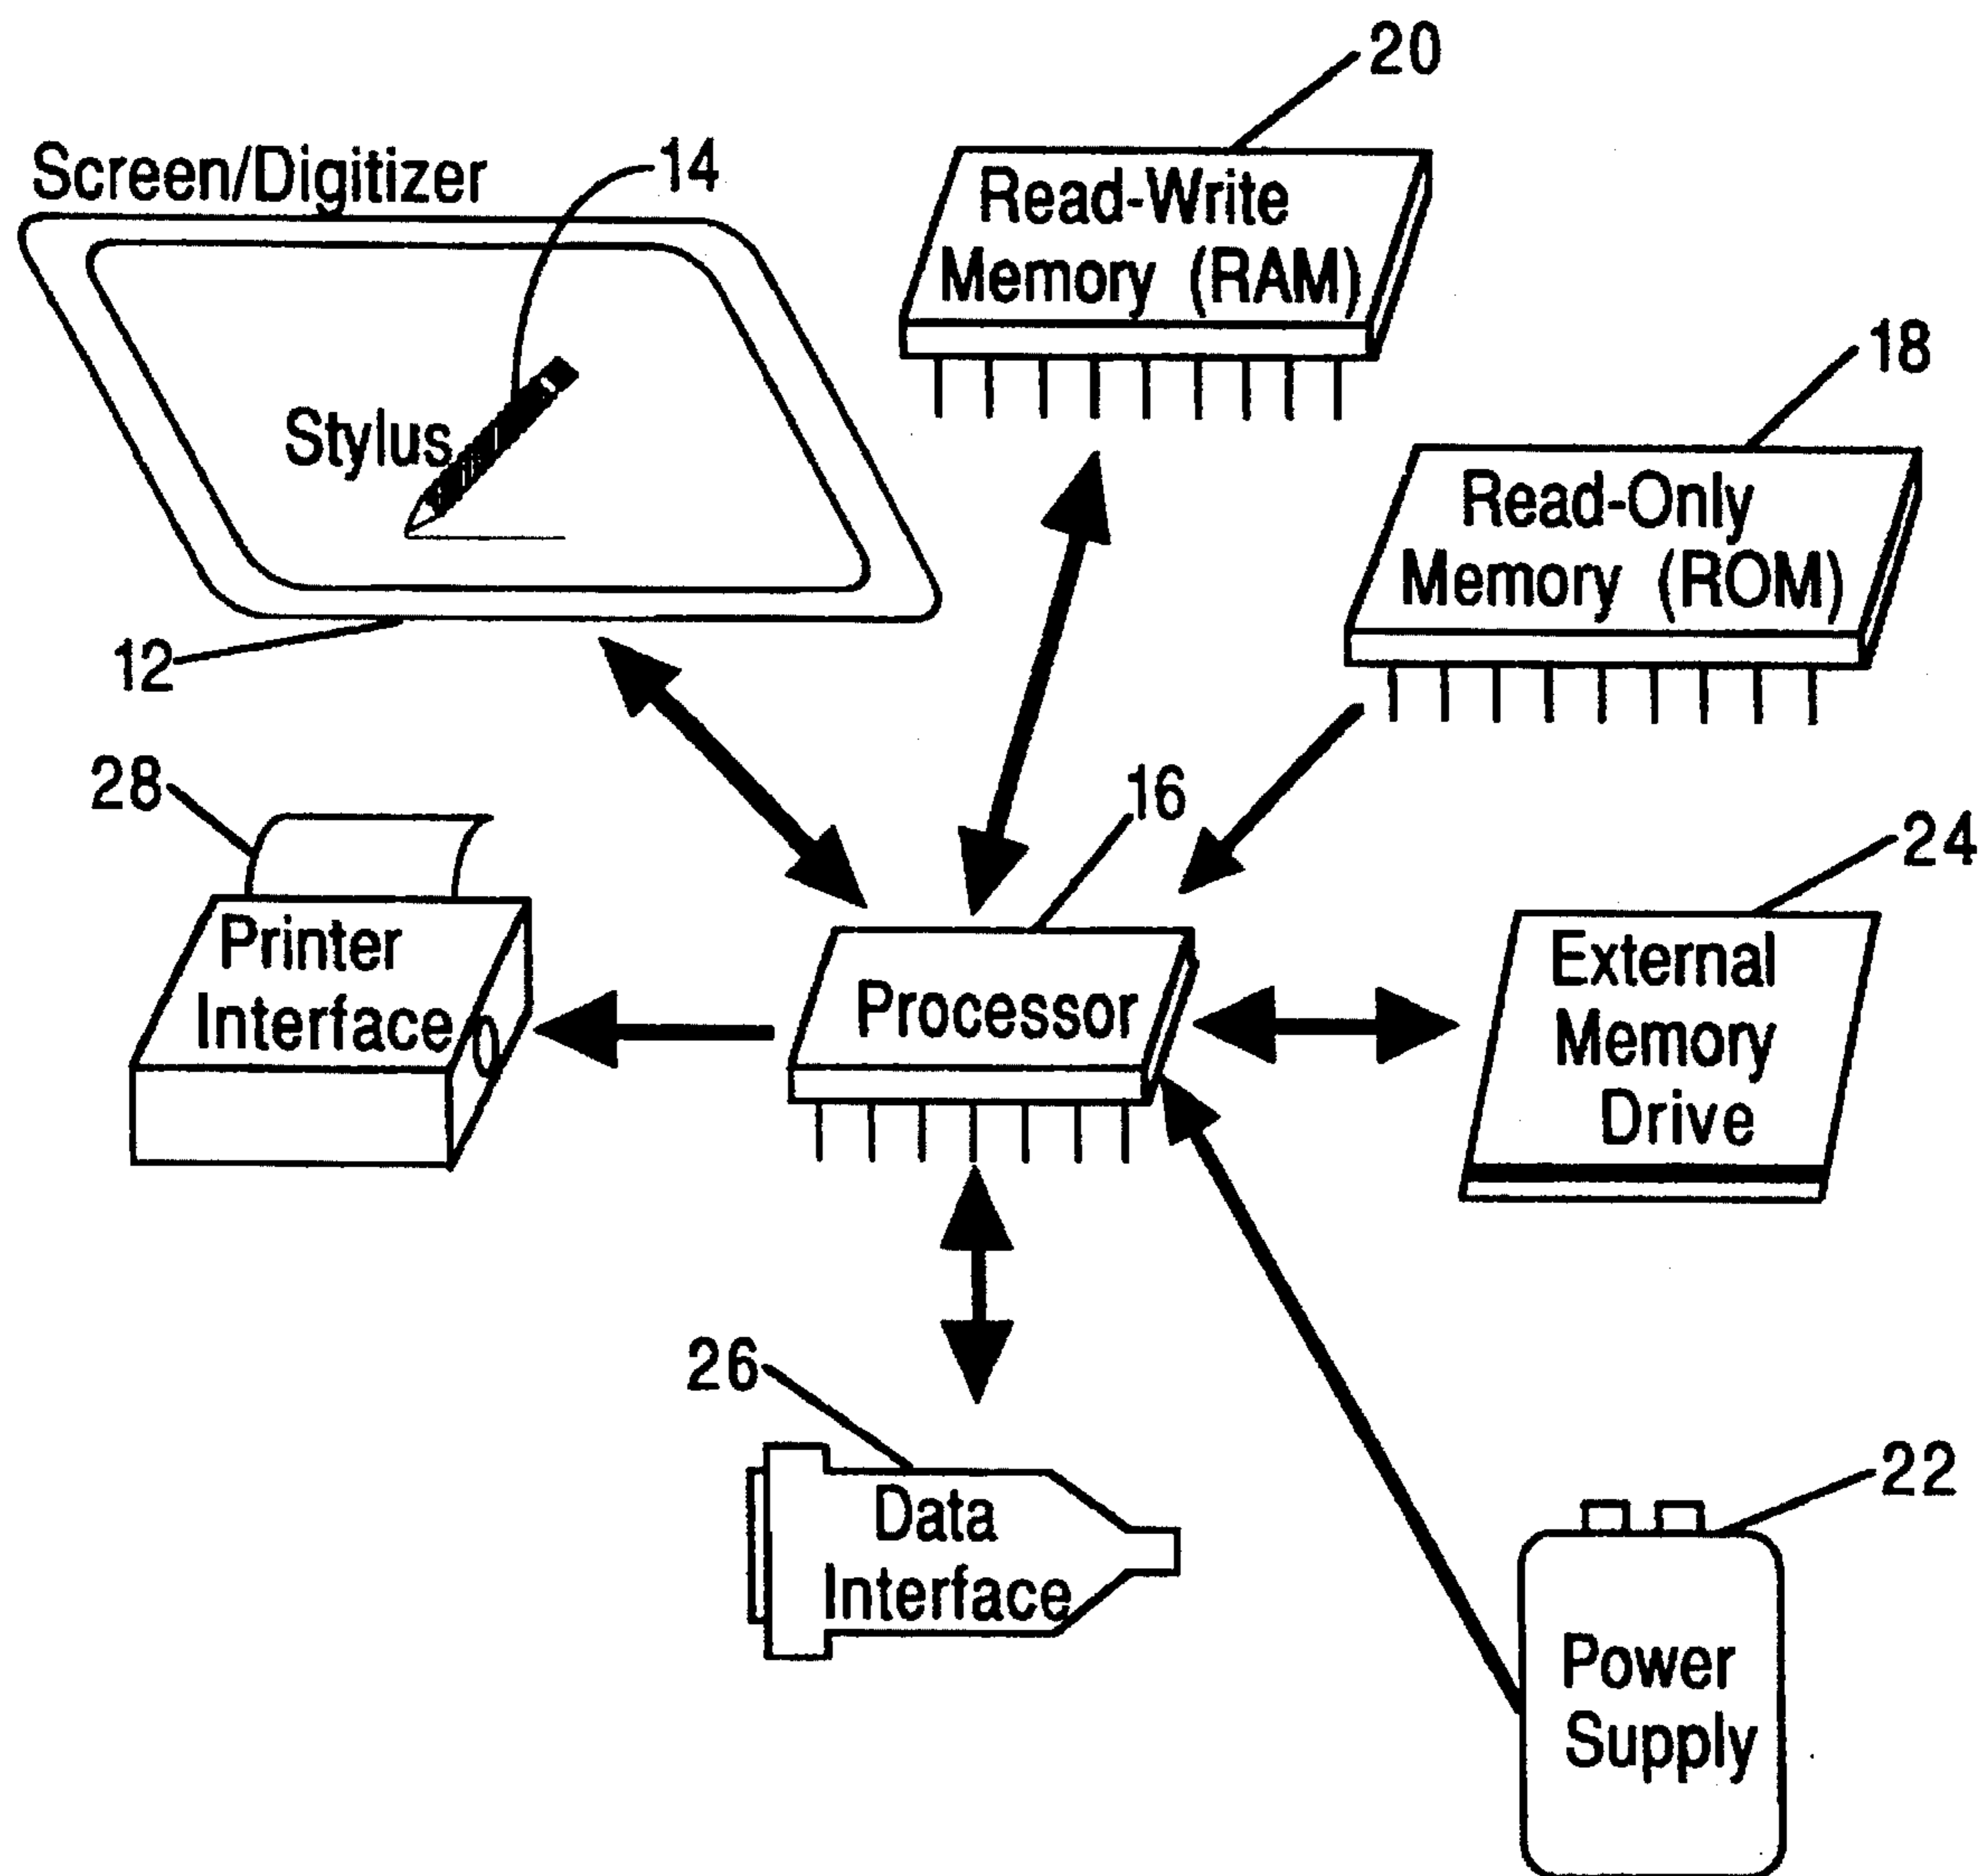 20
Screen/Digitizer
14
Read-Write
Memory (RAM)
18
Stylus
Read-Only
Memory (ROM)
12
28
16
24
Printer
Interface
Processor
External
Memory
Drive
26
22
Data
Interface
Power
Supply